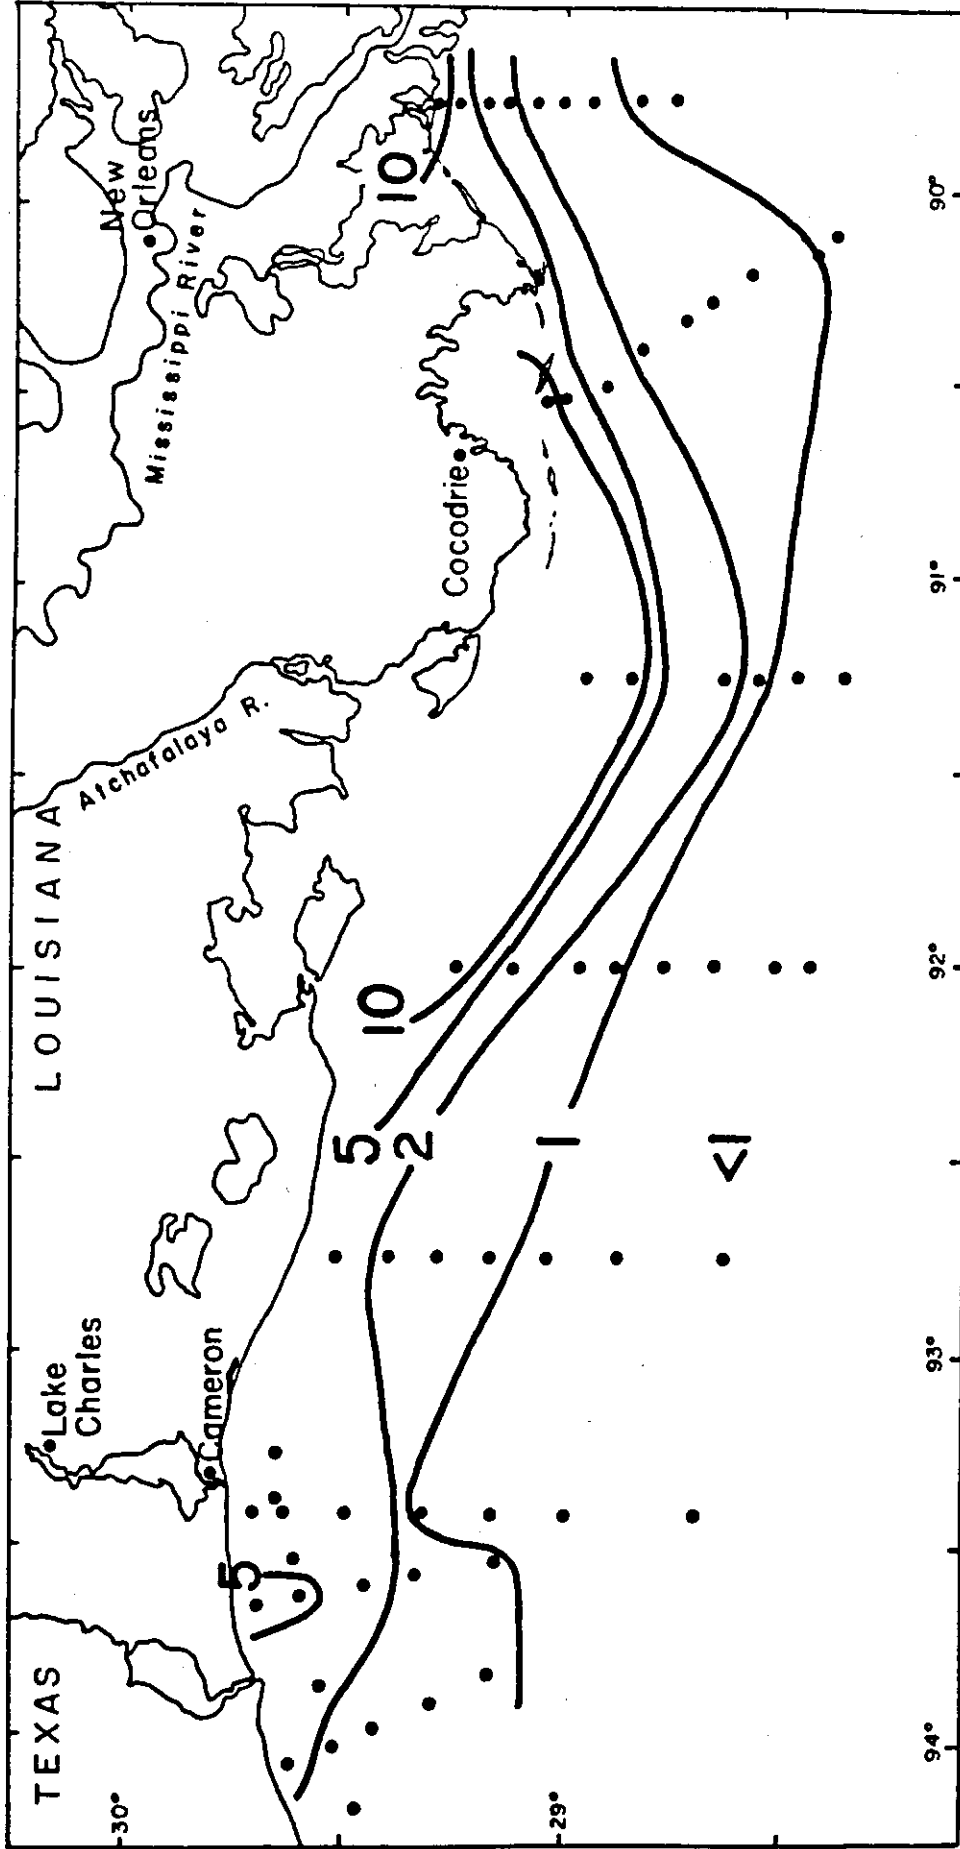 TEXAS
LOUISIANA
Lake
Charles
Cameron
Atchafalaya R.
Mississippi River
New
Orleans
Cocodrie
5
5
2
1
<1
10
10
30°
29°
94°
93°
92°
91°
90°